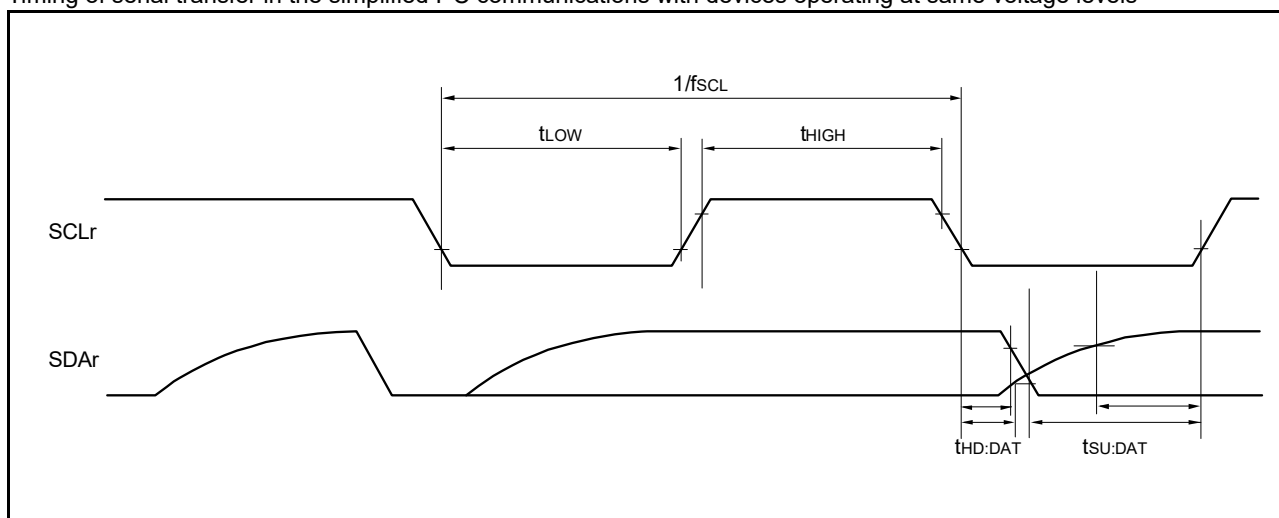 Timing of serial transfer in the simplified I²C communications with devices operating at same voltage levels
1/fSCL
tLOW
tHIGH
SCLr
SDAr
tHD:DAT
tSU:DAT